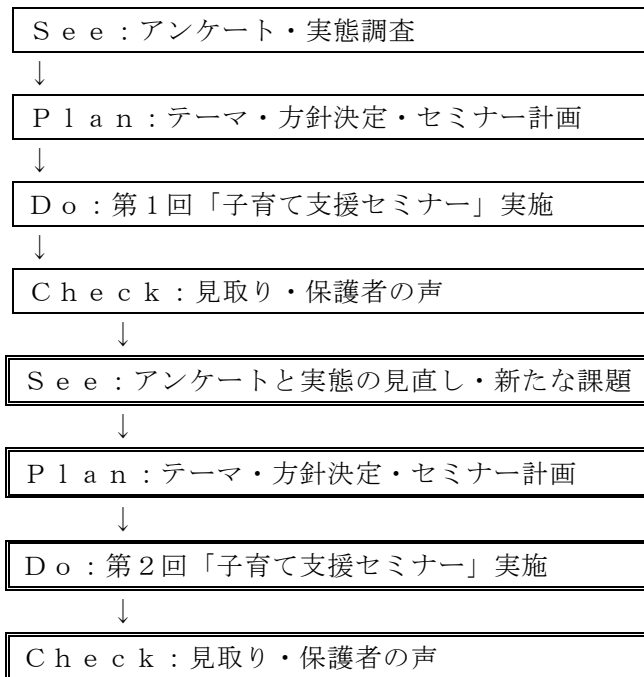 Ｓｅｅ：アンケート・実態調査
↓
Ｐｌａｎ：テーマ・方針決定・セミナー計画
↓
Ｄｏ：第１回「子育て支援セミナー」実施
↓
Ｃｈｅｃｋ：見取り・保護者の声
↓
Ｓｅｅ：アンケートと実態の見直し・新たな課題
↓
Ｐｌａｎ：テーマ・方針決定・セミナー計画
↓
Ｄｏ：第２回「子育て支援セミナー」実施
↓
Ｃｈｅｃｋ：見取り・保護者の声